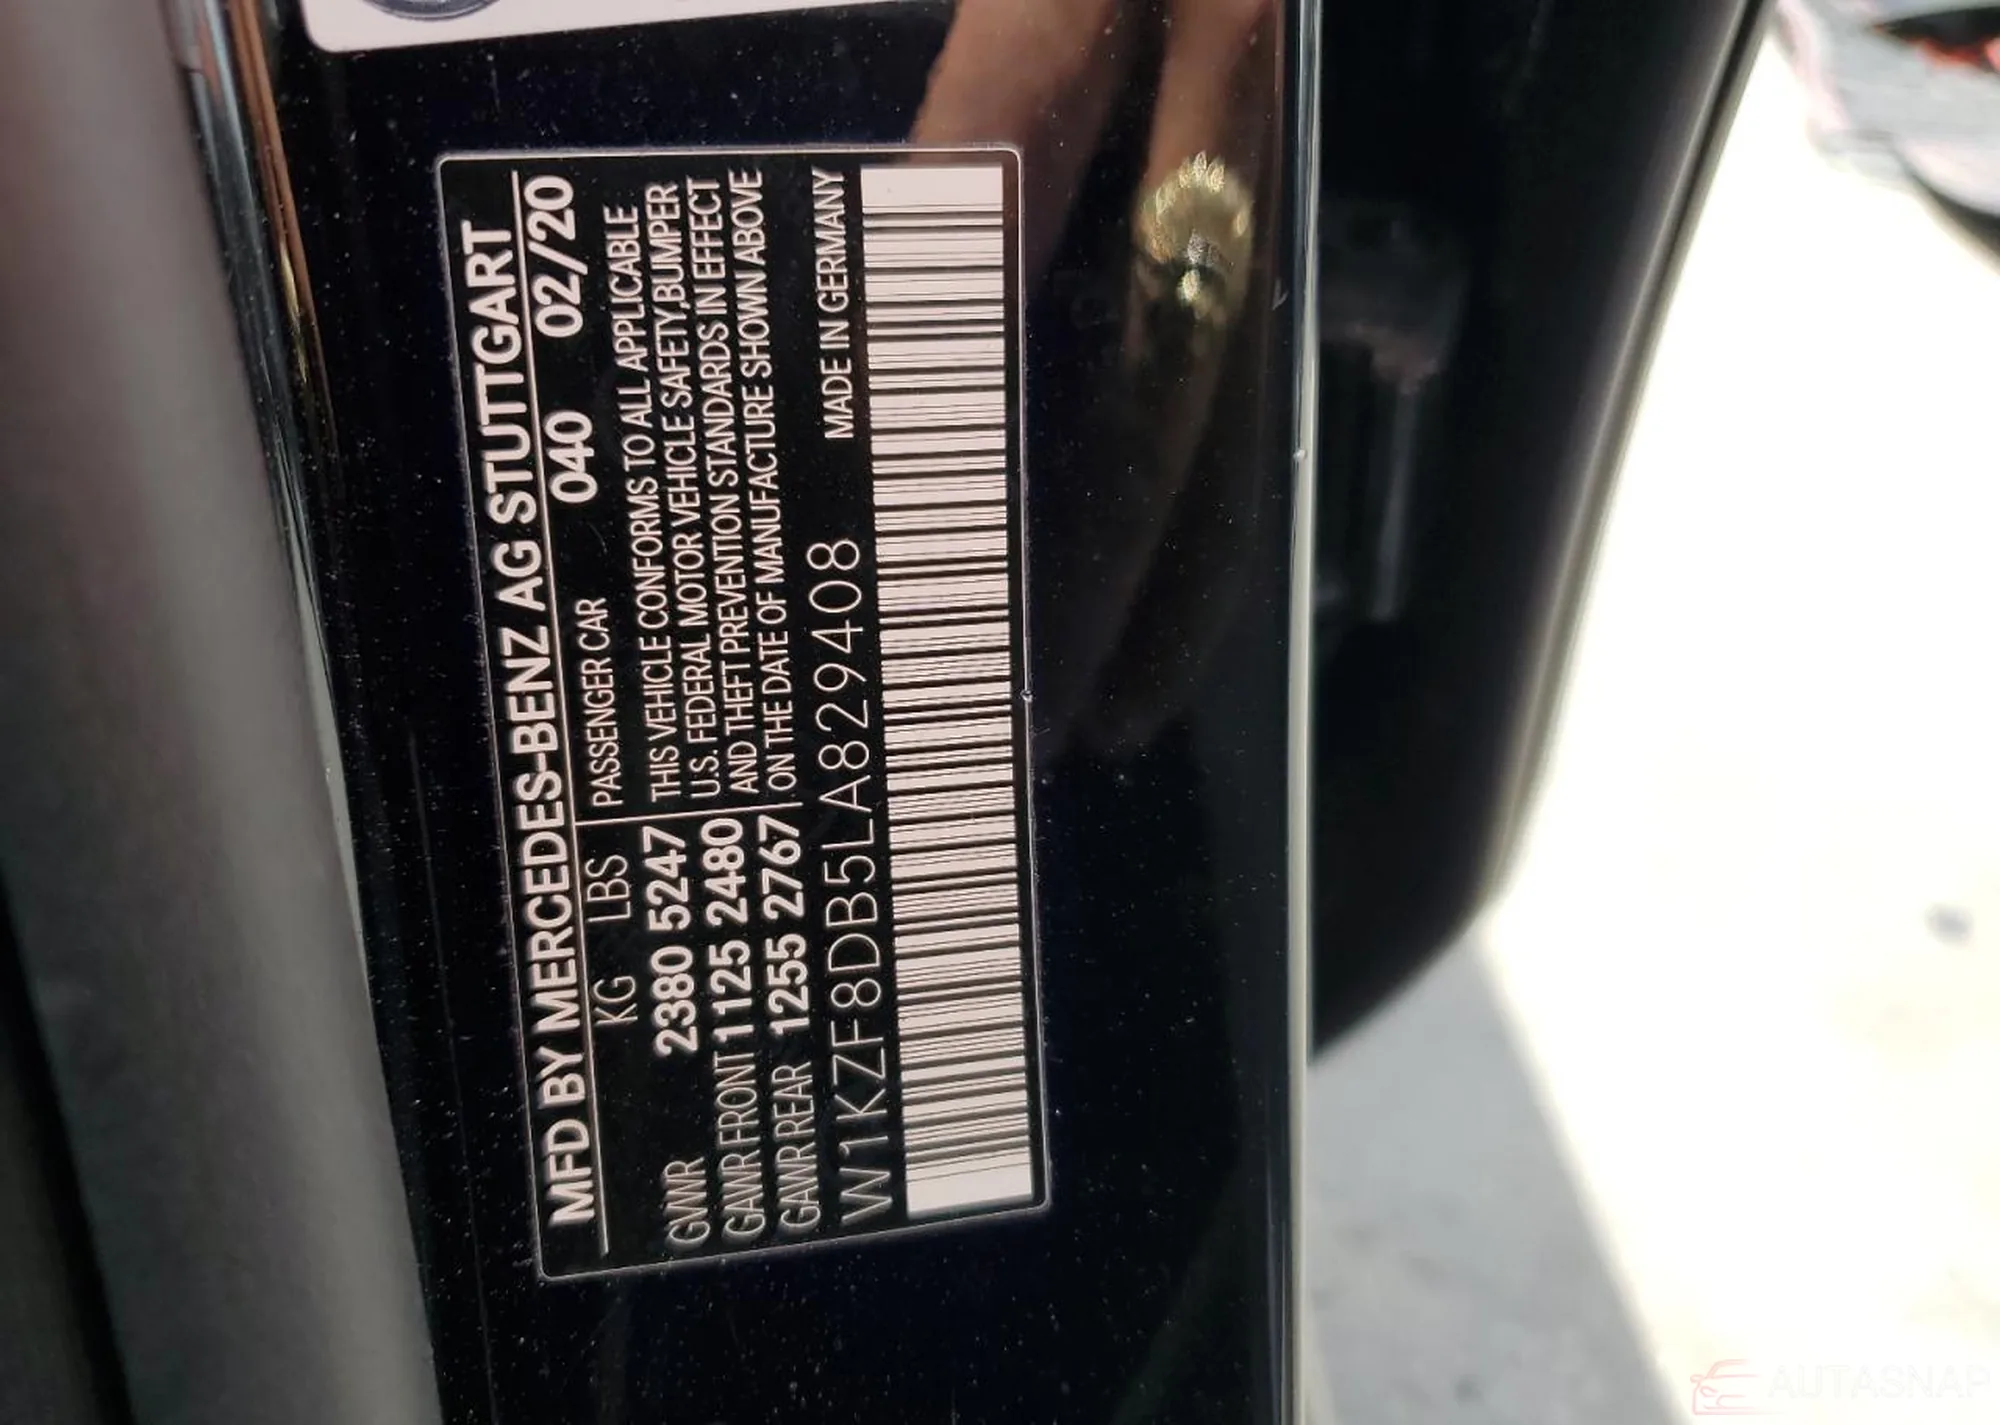 MFD BY MERCEDES-BENZ AG STUTTGART
KG LBS PASSENGER CAR 040 02//20
GWR 2380 5247
GAWR FRONT 1125 2480
GAWR REAR 1255 2767
THIS VEHICLE CONFORMS TO ALL APPLICABLE
U.S. FEDERAL MOTOR VEHICLE SAFETY,BUMPER
AND THEFT PREVENTION STANDARDS IN EFFECT
ON THE DATE OF MANUFACTURE SHOWN ABOVE
W1KZF8DB5LA829408 MADE IN GERMANY
AUTASNAP